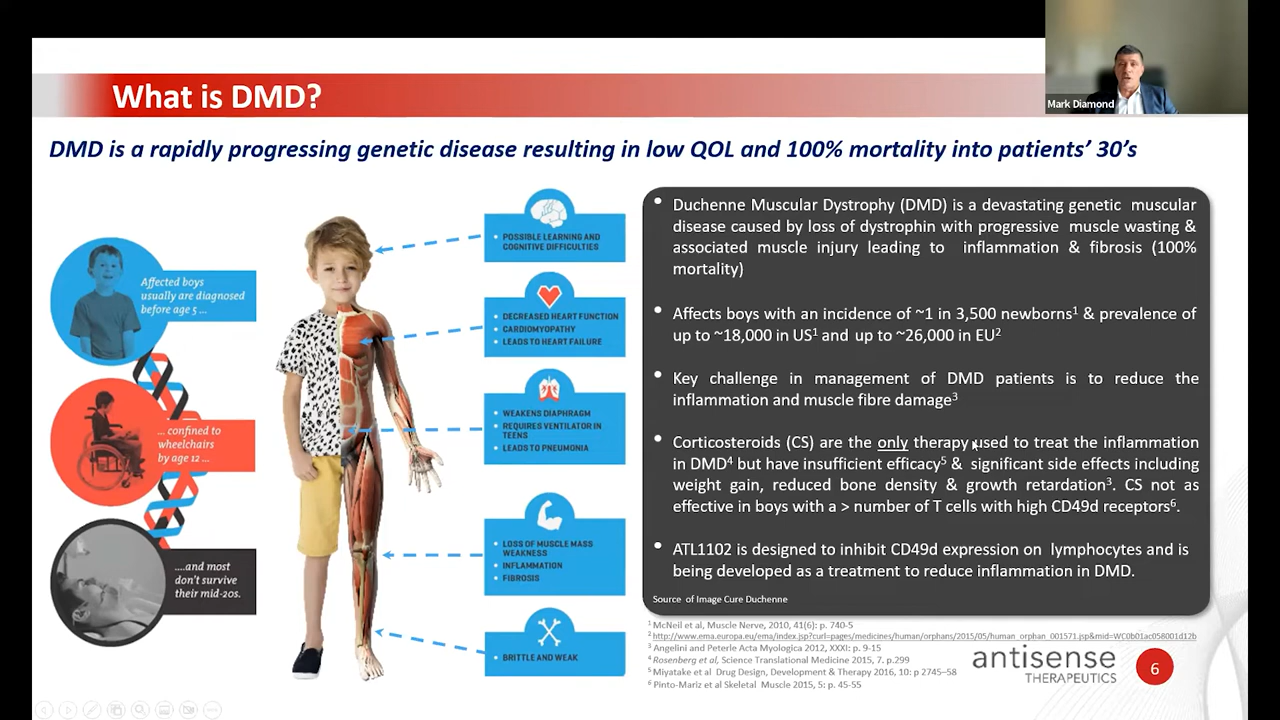 Mark Diamond
What is DMD?
DMD is a rapidly progressing genetic disease resulting in low QOL and 100% mortality into patients' 30's
Affected boys
usually are diagnosed
before age 5 ...
... confined to
wheelchairs
by age 12 ...
....and most
don't survive
their mid-20s.
• POSSIBLE LEARNING AND
COGNITIVE DIFFICULTIES
• DECREASED HEART FUNCTION
• CARDIOMYOPATHY
• LEADS TO HEART FAILURE
• WEAKENS DIAPHRAGM
• REQUIRES VENTILATOR IN
TEENS
• LEADS TO PNEUMONIA
• LOSS OF MUSCLE MASS
WEAKNESS
• INFLAMMATION
• FIBROSIS
• BRITTLE AND WEAK
• Duchenne Muscular Dystrophy (DMD) is a devastating genetic muscular
disease caused by loss of dystrophin with progressive muscle wasting &
associated muscle injury leading to inflammation & fibrosis (100%
mortality)
• Affects boys with an incidence of ~1 in 3,500 newborns¹ & prevalence of
up to ~18,000 in US¹ and up to ~26,000 in EU²
• Key challenge in management of DMD patients is to reduce the
inflammation and muscle fibre damage³
• Corticosteroids (CS) are the only therapy used to treat the inflammation
in DMD⁴ but have insufficient efficacy⁵ & significant side effects including
weight gain, reduced bone density & growth retardation³. CS not as
effective in boys with a > number of T cells with high CD49d receptors⁶.
• ATL1102 is designed to inhibit CD49d expression on lymphocytes and is
being developed as a treatment to reduce inflammation in DMD.
Source of Image Cure Duchenne
¹ McNeil et al, Muscle Nerve, 2010, 41(6): p. 740-5
² http://www.ema.europa.eu/ema/index.jsp?curl=pages/medicines/human/orphans/2015/05/human_orphan_001571.jsp&mid=WC0b01ac058001d12b
³ Angelini and Peterle Acta Myologica 2012, XXXI: p. 9-15
⁴ Rosenberg et al, Science Translational Medicine 2015, 7. p.299
⁵ Miyatake et al Drug Design, Development & Therapy 2016, 10: p 2745–58
⁶ Pinto-Mariz et al Skeletal Muscle 2015, 5: p. 45-55
antisense
THERAPEUTICS
6